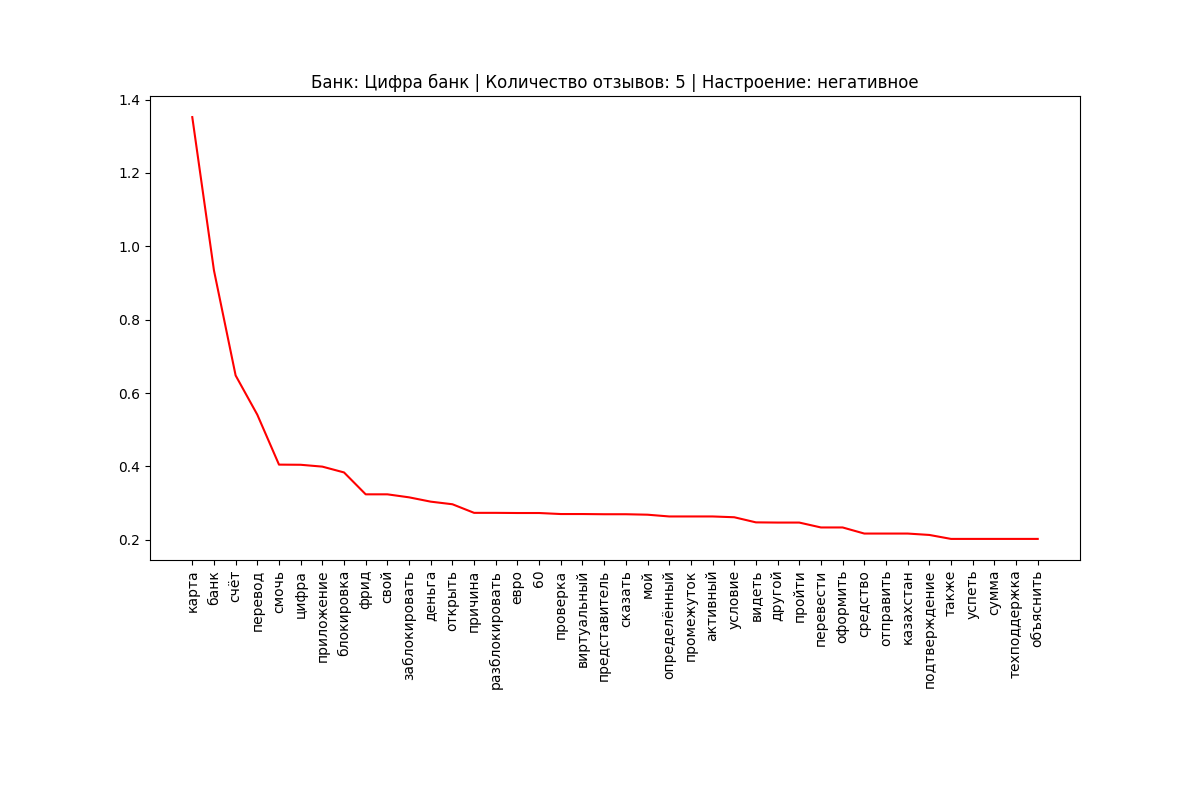 Банк: Цифра банк | Количество отзывов: 5 | Настроение: негативное
1.4
1.2
1.0
0.8
0.6
0.4
0.2
карта
банк
счёт
перевод
смочь
цифра
приложение
блокировка
фрид
свой
заблокировать
деньга
открыть
причина
разблокировать
евро
60
проверка
виртуальный
представитель
сказать
мой
определённый
промежуток
активный
условие
видеть
другой
пройти
перевести
оформить
средство
отправить
казахстан
подтверждение
также
успеть
сумма
техподдержка
объяснить